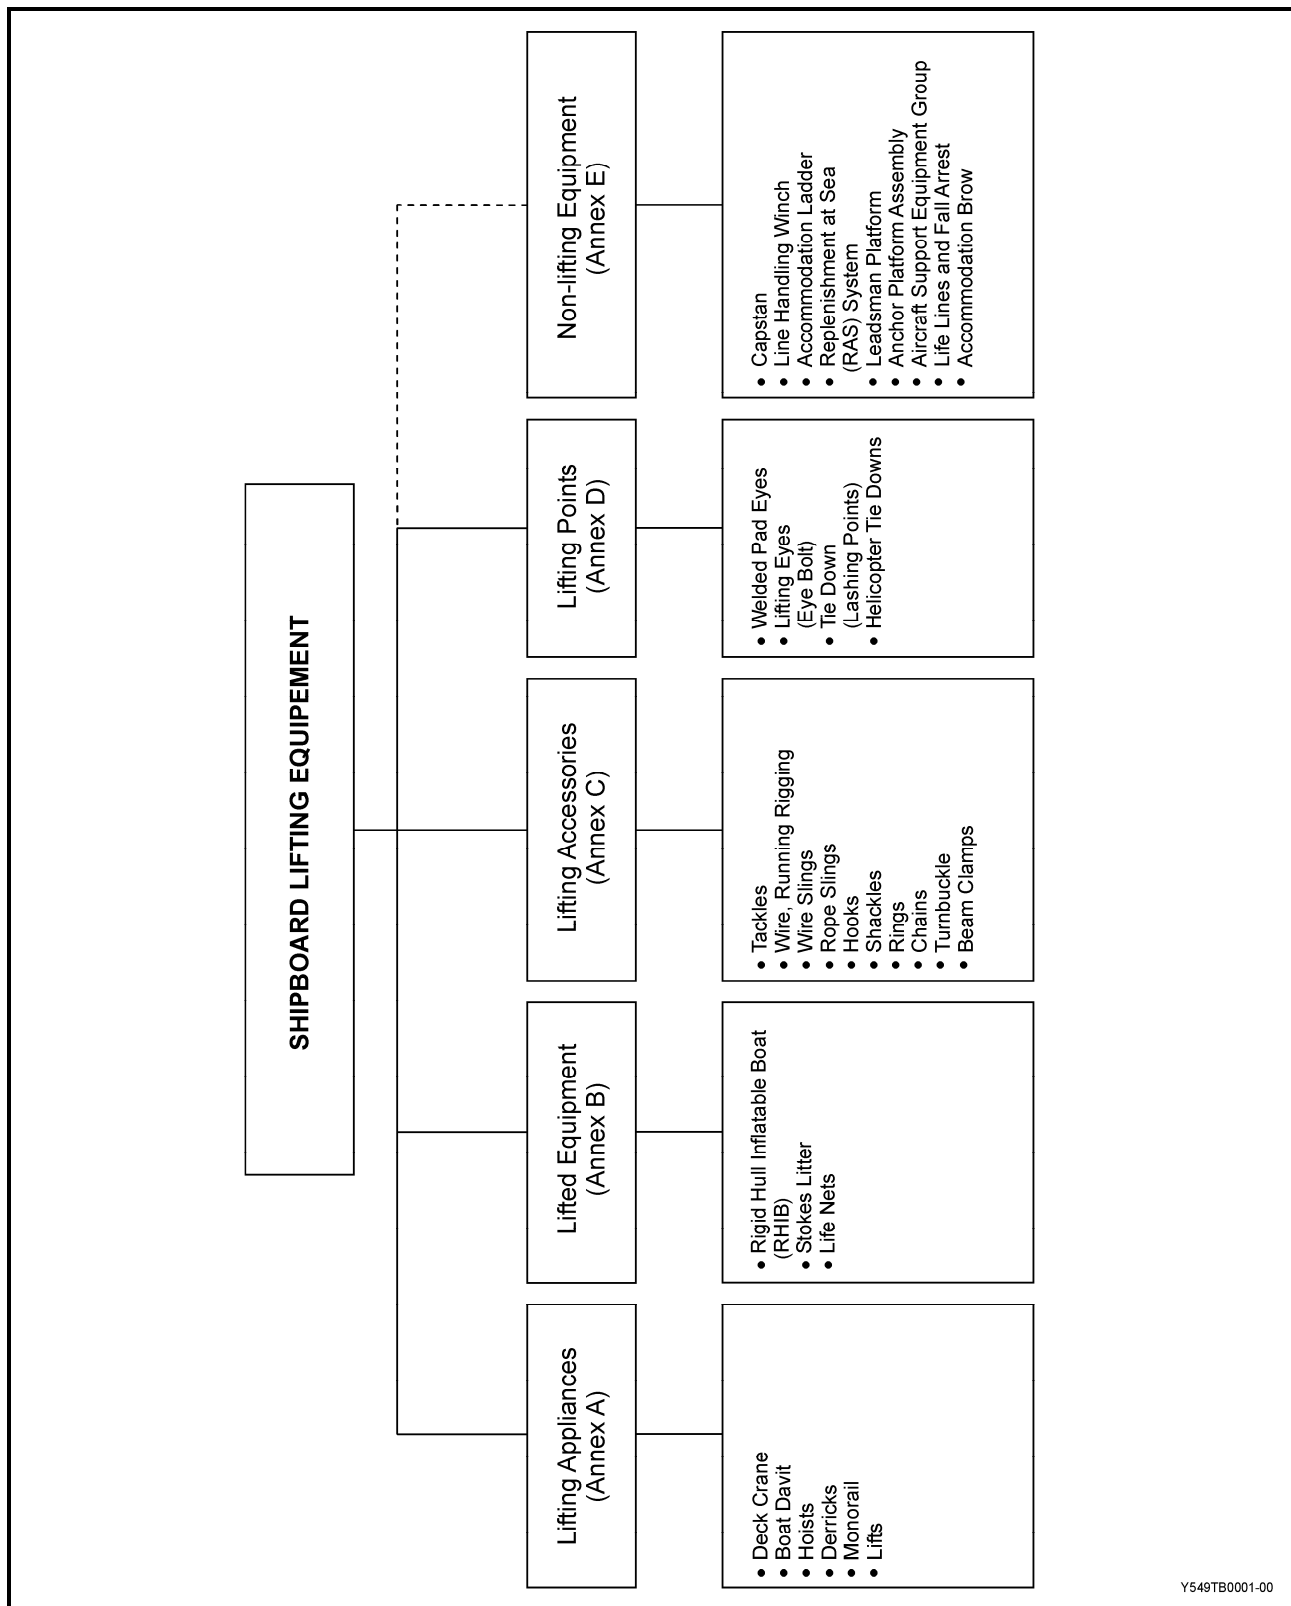 SHIPBOARD LIFTING EQUIPEMENT
Lifting Appliances
(Annex A)
• Deck Crane
• Boat Davit
• Hoists
• Derricks
• Monorail
• Lifts
Lifted Equipment
(Annex B)
• Rigid Hull Inflatable Boat
(RHIB)
• Stokes Litter
• Life Nets
Lifting Accessories
(Annex C)
• Tackles
• Wire, Running Rigging
• Wire Slings
• Rope Slings
• Hooks
• Shackles
• Rings
• Chains
• Turnbuckle
• Beam Clamps
Lifting Points
(Annex D)
• Welded Pad Eyes
• Lifting Eyes
(Eye Bolt)
• Tie Down
(Lashing Points)
• Helicopter Tie Downs
Non-lifting Equipment
(Annex E)
• Capstan
• Line Handling Winch
• Accommodation Ladder
• Replenishment at Sea
(RAS) System
• Leadsman Platform
• Anchor Platform Assembly
• Aircraft Support Equipment Group
• Life Lines and Fall Arrest
• Accommodation Brow
Y549TB0001-00